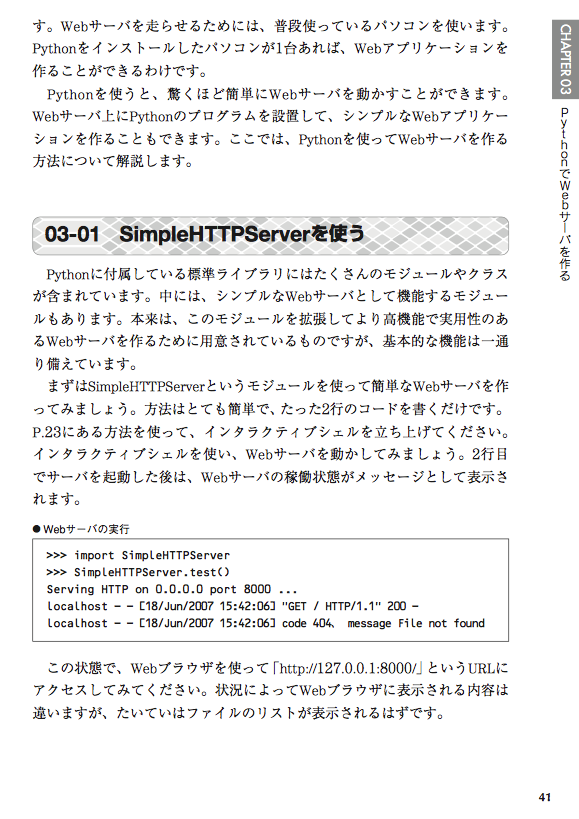 す。Webサーバを走らせるためには、普段使っているパソコンを使います。
Pythonをインストールしたパソコンが1台あれば、Webアプリケーションを
作ることができるわけです。
　Pythonを使うと、驚くほど簡単にWebサーバを動かすことができます。
Webサーバ上にPythonのプログラムを設置して、シンプルなWebアプリケー
ションを作ることもできます。ここでは、Pythonを使ってWebサーバを作る
方法について解説します。
03-01　SimpleHTTPServerを使う
　Pythonに付属している標準ライブラリにはたくさんのモジュールやクラス
が含まれています。中には、シンプルなWebサーバとして機能するモジュー
ルもあります。本来は、このモジュールを拡張してより高機能で実用性のあ
るWebサーバを作るために用意されているものですが、基本的な機能は一通
り備えています。
　まずはSimpleHTTPServerというモジュールを使って簡単なWebサーバを作
ってみましょう。方法はとても簡単で、たった2行のコードを書くだけです。
P.23にある方法を使って、インタラクティブシェルを立ち上げてください。
インタラクティブシェルを使い、Webサーバを動かしてみましょう。2行目
でサーバを起動した後は、Webサーバの稼働状態がメッセージとして表示さ
れます。
● Webサーバの実行
>>> import SimpleHTTPServer
>>> SimpleHTTPServer.test()
Serving HTTP on 0.0.0.0 port 8000 ...
localhost - - [18/Jun/2007 15:42:06] "GET / HTTP/1.1" 200 -
localhost - - [18/Jun/2007 15:42:06] code 404、 message File not found
　この状態で、Webブラウザを使って「http://127.0.0.1:8000/」というURLに
アクセスしてみてください。状況によってWebブラウザに表示される内容は
違いますが、たいていはファイルのリストが表示されるはずです。
CHAPTER 03
PythonでWebサーバを作る
41